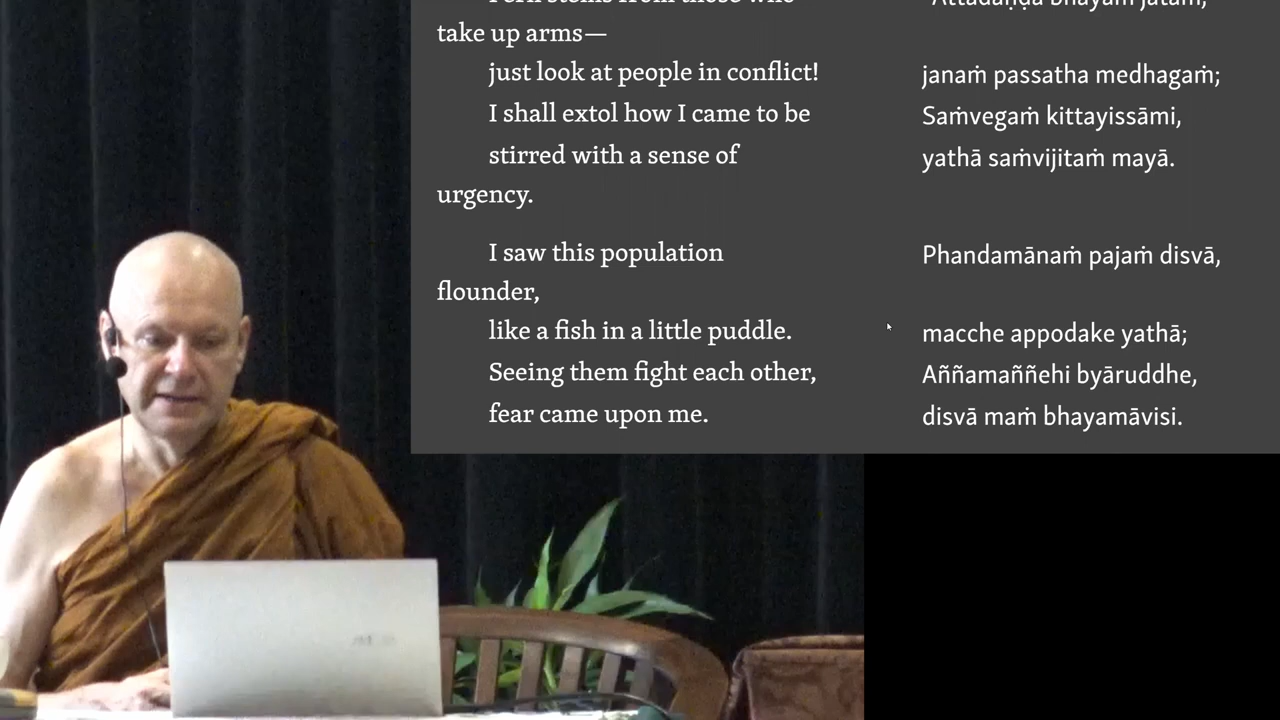 take up arms—
just look at people in conflict!
I shall extol how I came to be
stirred with a sense of
urgency.
I saw this population
flounder,
like a fish in a little puddle.
Seeing them fight each other,
fear came upon me.
janaṁ passatha medhagaṁ;
Saṁvegaṁ kittayissāmi,
yathā saṁvijitaṁ mayā.
Phandamānaṁ pajaṁ disvā,
macche appodake yathā;
Aññamaññehi byāruddhe,
disvā maṁ bhayamāvisi.